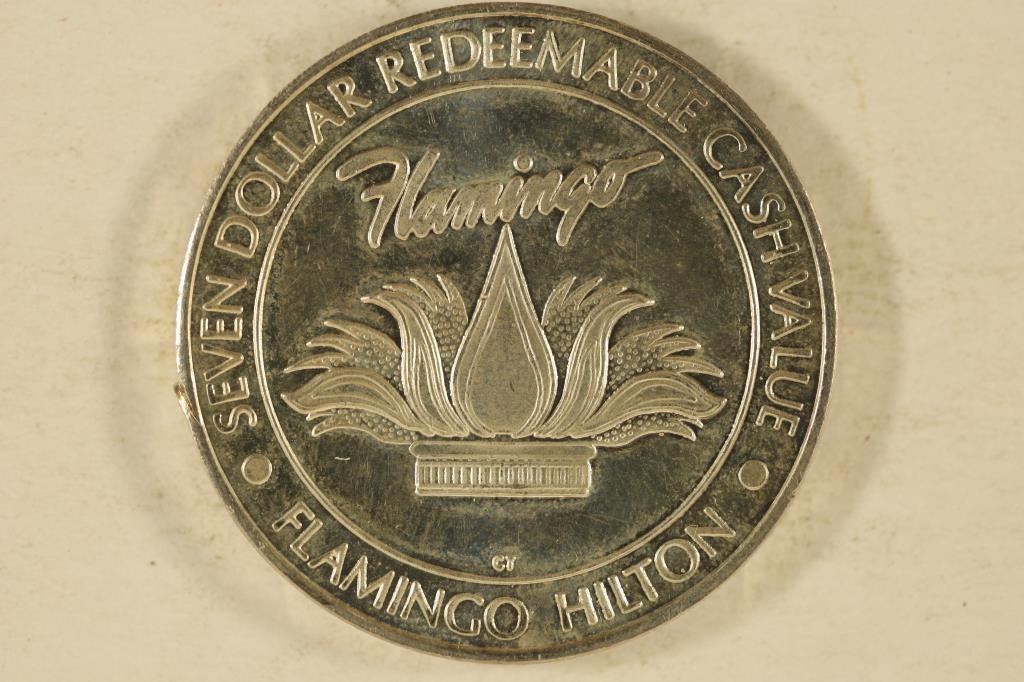 SEVEN DOLLAR REDEEMABLE CASH VALUE
Flamingo
CT
FLAMINGO HILTON